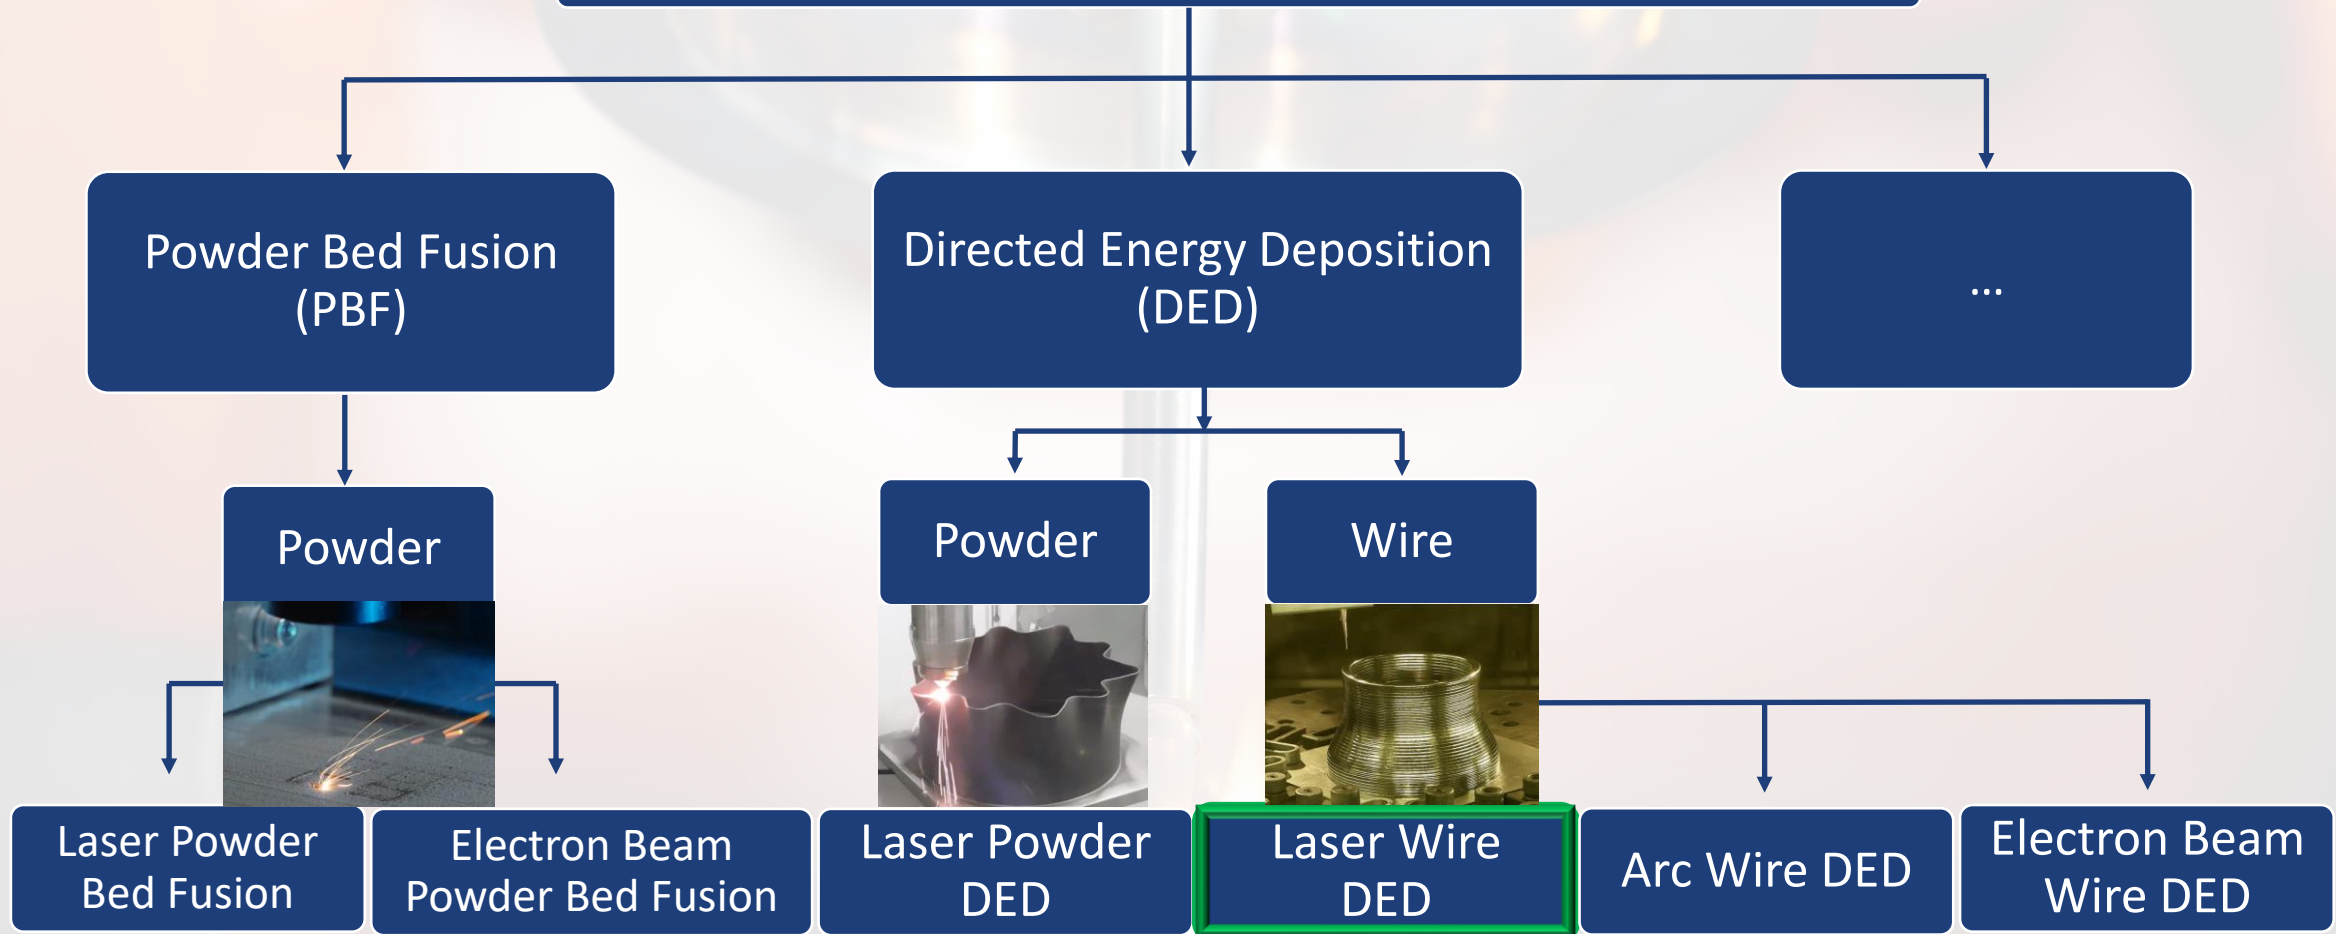 Powder Bed Fusion
(PBF)
Directed Energy Deposition
(DED)
...
Powder
Powder
Wire
Laser Powder
Bed Fusion
Electron Beam
Powder Bed Fusion
Laser Powder
DED
Laser Wire
DED
Arc Wire DED
Electron Beam
Wire DED